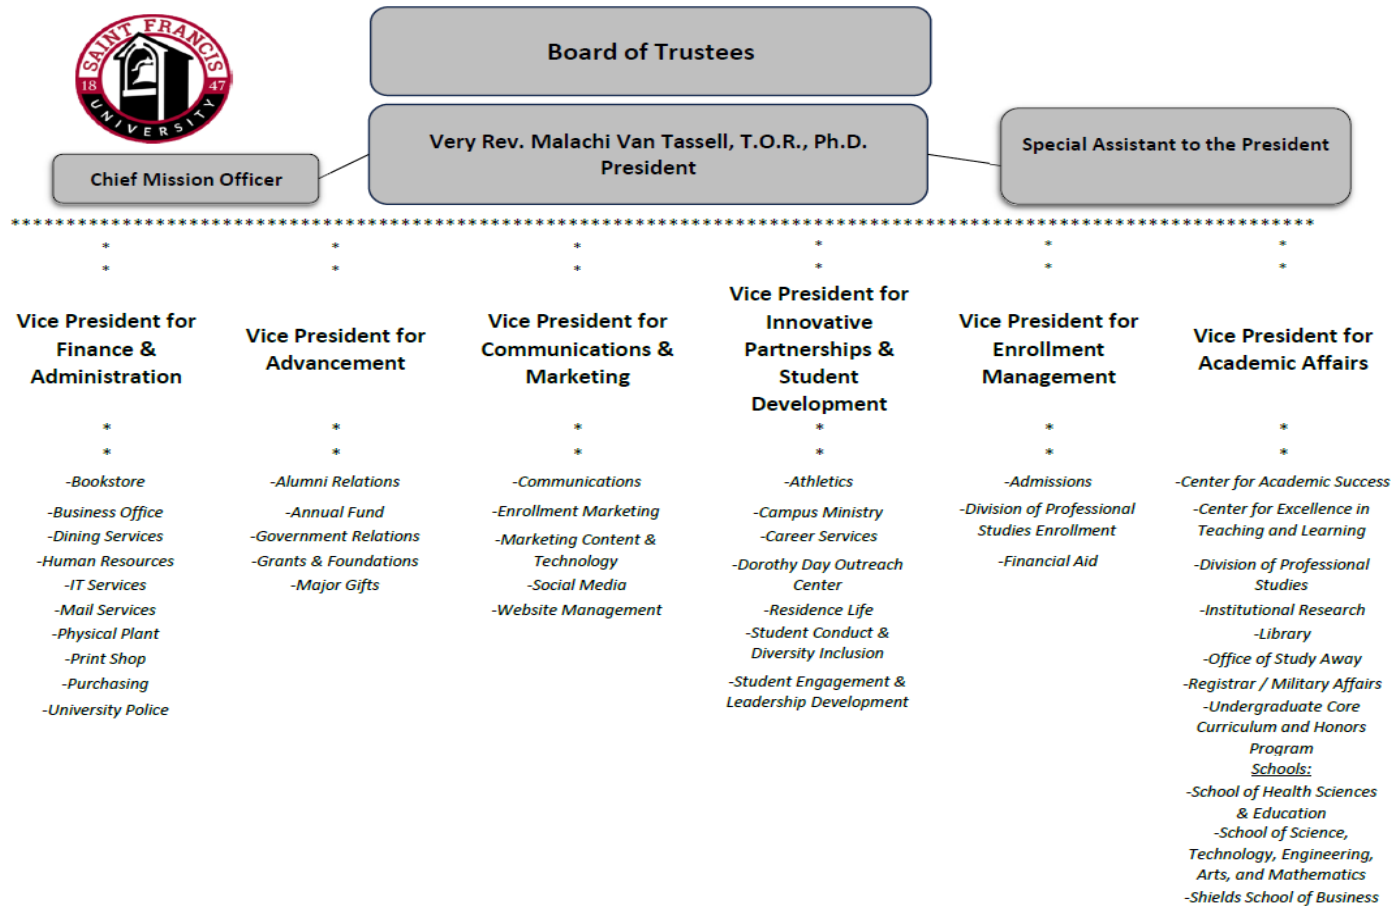 SAINT FRANCIS
18 47
UNIVERSITY
Board of Trustees
Very Rev. Malachi Van Tassell, T.O.R., Ph.D.
President
Special Assistant to the President
Chief Mission Officer
************************************************************************************************************************
* * * * * *
* * * * * *
Vice President for
Finance &
Administration
*
*
-Bookstore
-Business Office
-Dining Services
-Human Resources
-IT Services
-Mail Services
-Physical Plant
-Print Shop
-Purchasing
-University Police
Vice President for
Advancement
*
*
-Alumni Relations
-Annual Fund
-Government Relations
-Grants & Foundations
-Major Gifts
Vice President for
Communications &
Marketing
*
*
-Communications
-Enrollment Marketing
-Marketing Content &
Technology
-Social Media
-Website Management
Vice President for
Innovative
Partnerships &
Student
Development
*
*
-Athletics
-Campus Ministry
-Career Services
-Dorothy Day Outreach
Center
-Residence Life
-Student Conduct &
Diversity Inclusion
-Student Engagement &
Leadership Development
Vice President for
Enrollment
Management
*
*
-Admissions
-Division of Professional
Studies Enrollment
-Financial Aid
Vice President for
Academic Affairs
*
*
-Center for Academic Success
-Center for Excellence in
Teaching and Learning
-Division of Professional
Studies
-Institutional Research
-Library
-Office of Study Away
-Registrar / Military Affairs
-Undergraduate Core
Curriculum and Honors
Program
Schools:
-School of Health Sciences
& Education
-School of Science,
Technology, Engineering,
Arts, and Mathematics
-Shields School of Business